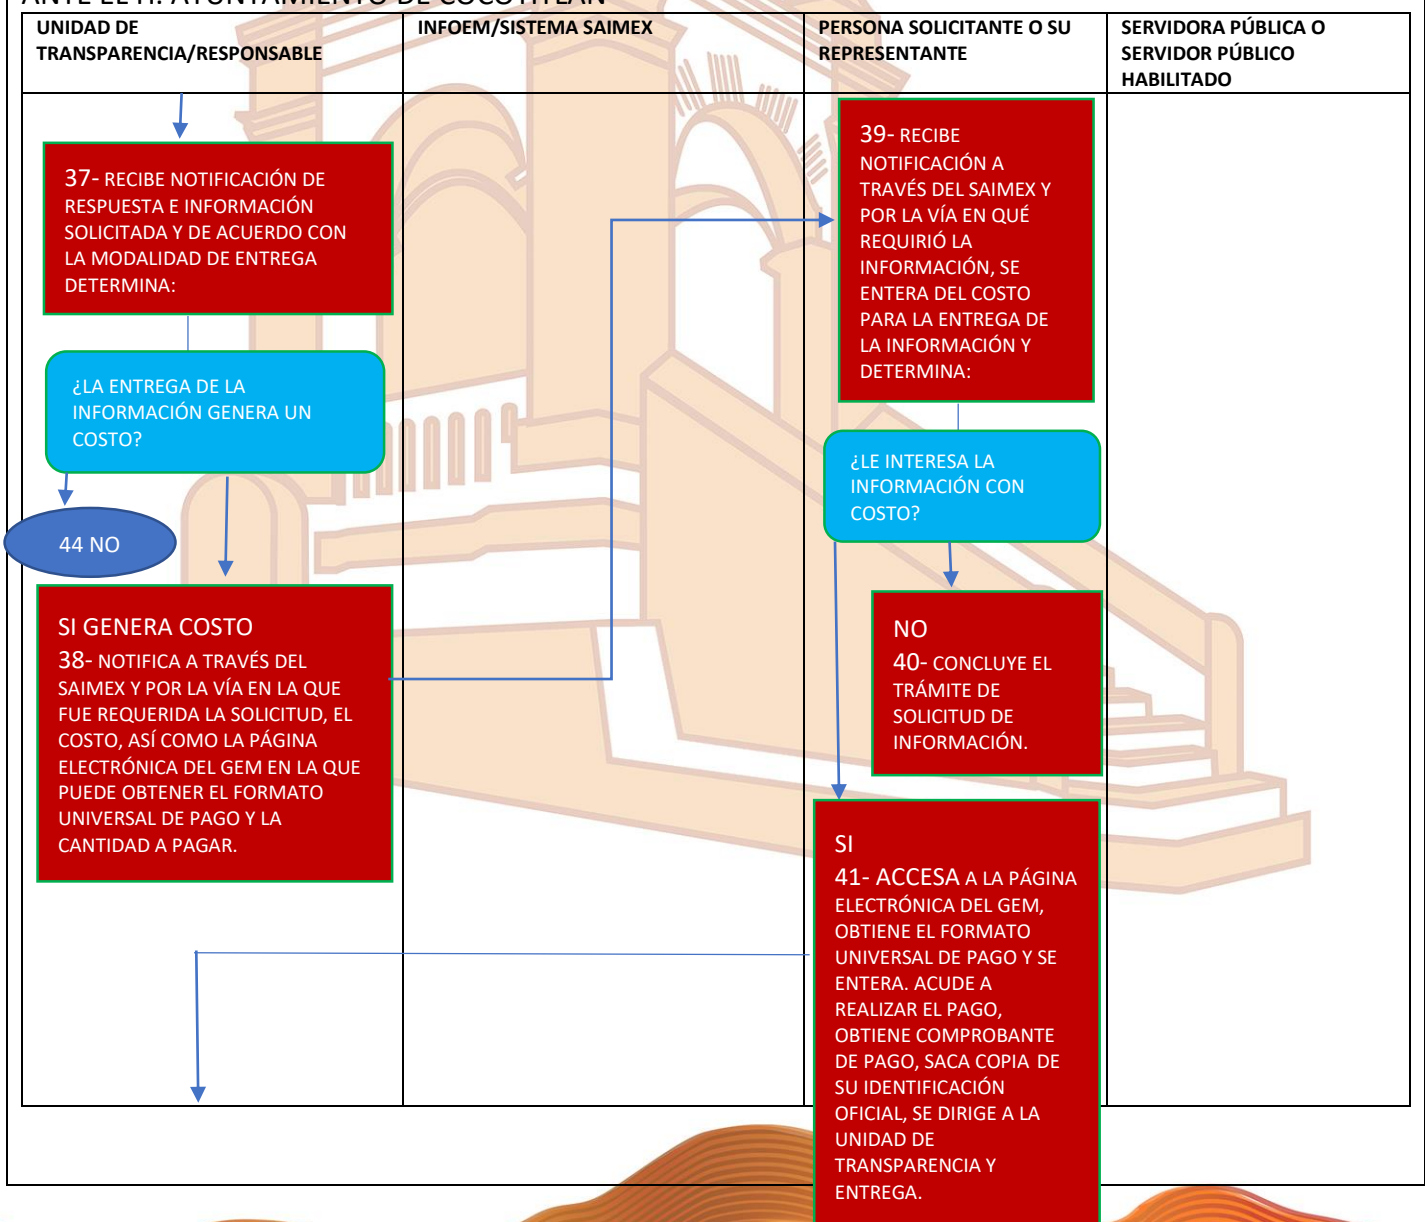 ANTE EL H. AYUNTAMIENTO DE COCOTITLÁN
UNIDAD DE
TRANSPARENCIA/RESPONSABLE
INFOEM/SISTEMA SAIMEX
PERSONA SOLICITANTE O SU
REPRESENTANTE
SERVIDORA PÚBLICA O
SERVIDOR PÚBLICO
HABILITADO
37- RECIBE NOTIFICACIÓN DE
RESPUESTA E INFORMACIÓN
SOLICITADA Y DE ACUERDO CON
LA MODALIDAD DE ENTREGA
DETERMINA:
¿LA ENTREGA DE LA
INFORMACIÓN GENERA UN
COSTO?
44 NO
SI GENERA COSTO
38- NOTIFICA A TRAVÉS DEL
SAIMEX Y POR LA VÍA EN LA QUE
FUE REQUERIDA LA SOLICITUD, EL
COSTO, ASÍ COMO LA PÁGINA
ELECTRÓNICA DEL GEM EN LA QUE
PUEDE OBTENER EL FORMATO
UNIVERSAL DE PAGO Y LA
CANTIDAD A PAGAR.
39- RECIBE
NOTIFICACIÓN A
TRAVÉS DEL SAIMEX Y
POR LA VÍA EN QUÉ
REQUIRIÓ LA
INFORMACIÓN, SE
ENTERA DEL COSTO
PARA LA ENTREGA DE
LA INFORMACIÓN Y
DETERMINA:
¿LE INTERESA LA
INFORMACIÓN CON
COSTO?
NO
40- CONCLUYE EL
TRÁMITE DE
SOLICITUD DE
INFORMACIÓN.
SI
41- ACCESA A LA PÁGINA
ELECTRÓNICA DEL GEM,
OBTIENE EL FORMATO
UNIVERSAL DE PAGO Y SE
ENTERA. ACUDE A
REALIZAR EL PAGO,
OBTIENE COMPROBANTE
DE PAGO, SACA COPIA DE
SU IDENTIFICACIÓN
OFICIAL, SE DIRIGE A LA
UNIDAD DE
TRANSPARENCIA Y
ENTREGA.